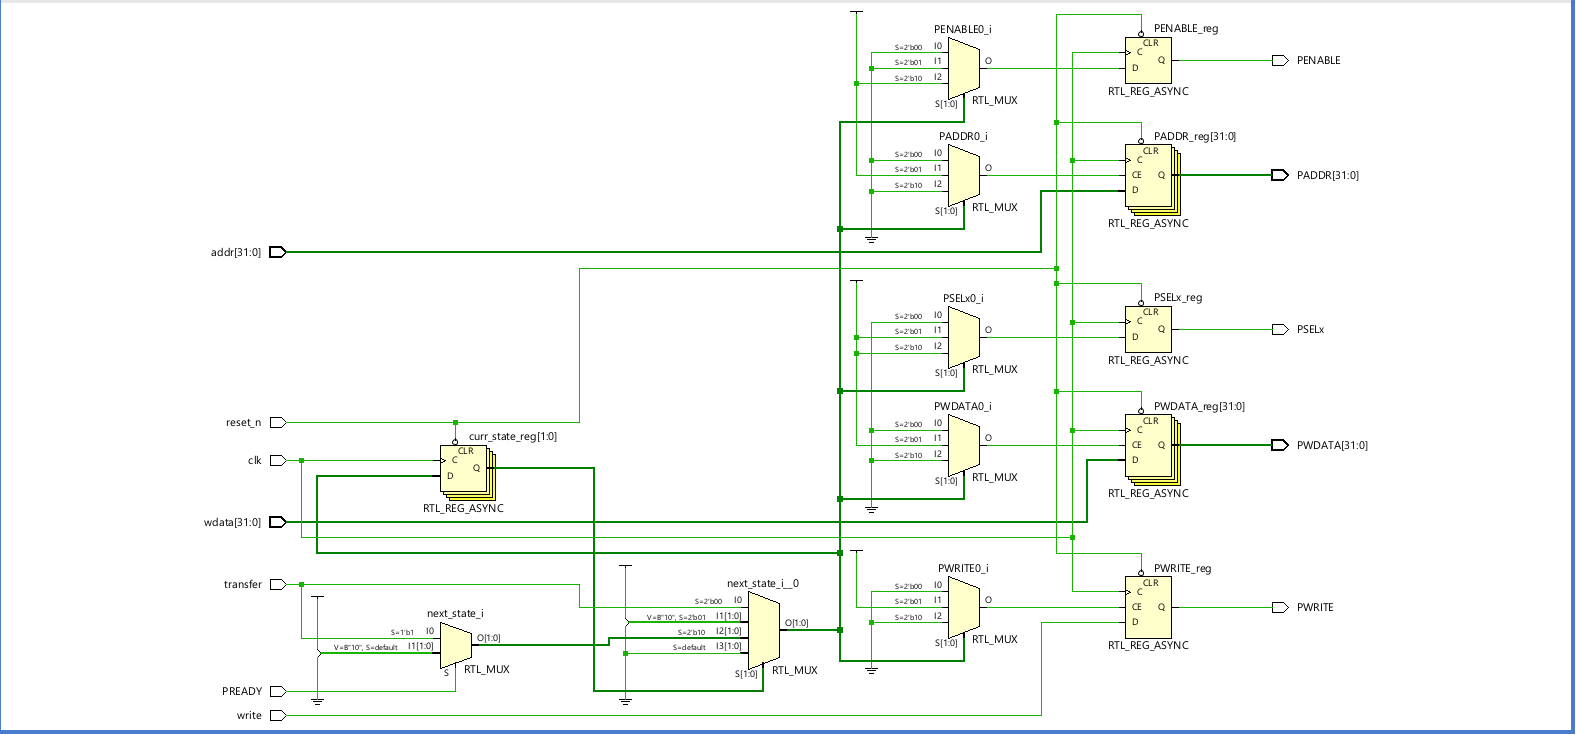 PENABLE0_i
S=2'b00 I0
S=2'b01 I1
S=2'b10 I2
O
S[1:0]
RTL_MUX
PENABLE_reg
CLR
C
D
Q
RTL_REG_ASYNC
PENABLE
PADDR0_i
S=2'b00 I0
S=2'b01 I1
S=2'b10 I2
O
S[1:0]
RTL_MUX
PADDR_reg[31:0]
CLR
C
CE
D
Q
RTL_REG_ASYNC
PADDR[31:0]
addr[31:0]
PSELx0_i
S=2'b00 I0
S=2'b01 I1
S=2'b10 I2
O
S[1:0]
RTL_MUX
PSELx_reg
CLR
C
D
Q
RTL_REG_ASYNC
PSELx
PWDATA0_i
S=2'b00 I0
S=2'b01 I1
S=2'b10 I2
O
S[1:0]
RTL_MUX
PWDATA_reg[31:0]
CLR
C
CE
D
Q
RTL_REG_ASYNC
PWDATA[31:0]
reset_n
clk
curr_state_reg[1:0]
CLR
C
D
Q
RTL_REG_ASYNC
wdata[31:0]
transfer
next_state_i
S=1'b1 I0
V=B"10", S=default I1[1:0]
O[1:0]
S
RTL_MUX
next_state_i__0
S=2'b00 I0
V=B"10", S=2'b01 I1[1:0]
S=2'b10 I2[1:0]
S=default I3[1:0]
O[1:0]
S[1:0]
RTL_MUX
PWRITE0_i
S=2'b00 I0
S=2'b01 I1
S=2'b10 I2
O
S[1:0]
RTL_MUX
PWRITE_reg
CLR
C
CE
D
Q
RTL_REG_ASYNC
PWRITE
PREADY
write